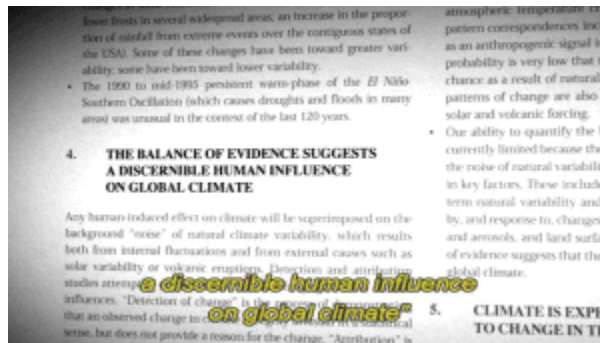 fewer frosts in several widespread areas; an increase in the propor-
tion of rainfall from extreme events over the contiguous states of
the USA). Some of these changes have been toward greater vari-
ability; some have been toward lower variability.
• The 1990 to mid-1995 persistent warm-phase of the El Niño-
Southern Oscillation (which causes droughts and floods in many
areas) was unusual in the context of the last 120 years.
4. THE BALANCE OF EVIDENCE SUGGESTS
A DISCERNIBLE HUMAN INFLUENCE
ON GLOBAL CLIMATE
Any human-induced effect on climate will be superimposed on the
background "noise" of natural climate variability, which results
both from internal fluctuations and from external causes such as
solar variability or volcanic eruptions. Detection and attribution
studies attemp
influences. "Detection of change" is the process of
that an observed change in c
sense, but does not provide a reason for the change. "Attribution" is
atmospheric temperature
pattern correspondences inc
as an anthropogenic signal i
probability is very low that
chance as a result of natural
patterns of change are also
solar and volcanic forcing.
• Our ability to quantify the
currently limited because the
the noise of natural variabili
in key factors. These include
term natural variability and
by, and response to, changes
and aerosols, and land surfa
of evidence suggests that the
global climate.
5. CLIMATE IS EXPE
TO CHANGE IN T
a discernible human influence
on global climate"